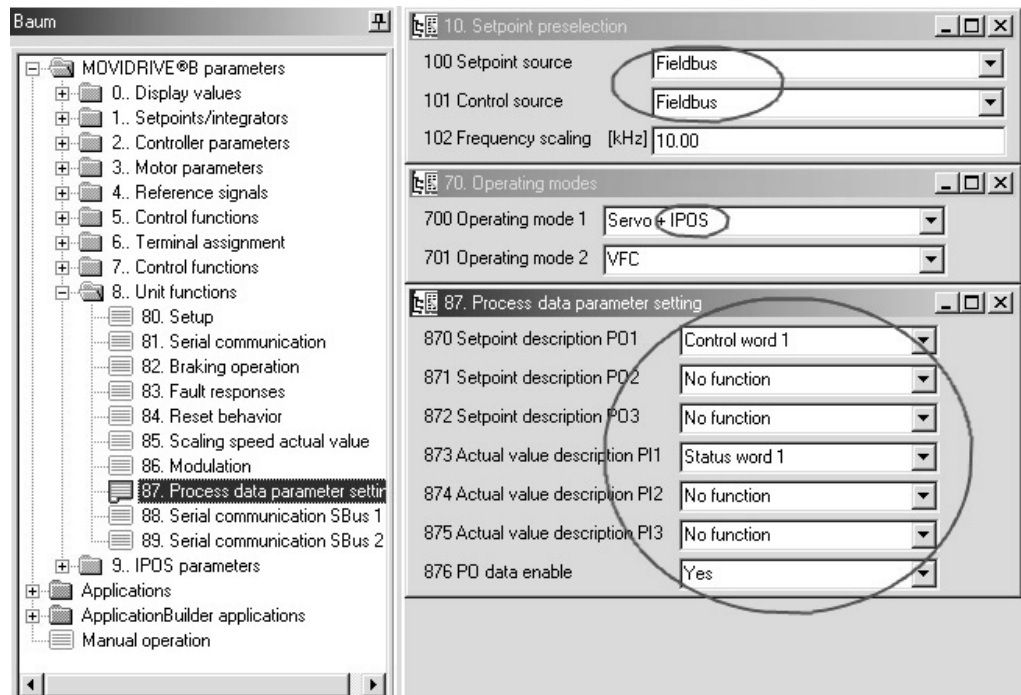 Baum
MOVIDRIVE®B parameters
0.. Display values
1.. Setpoints/integrators
2.. Controller parameters
3.. Motor parameters
4.. Reference signals
5.. Control functions
6.. Terminal assignment
7.. Control functions
8.. Unit functions
80. Setup
81. Serial communication
82. Braking operation
83. Fault responses
84. Reset behavior
85. Scaling speed actual value
86. Modulation
87. Process data parameter settin
88. Serial communication SBus 1
89. Serial communication SBus 2
9.. IPOS parameters
Applications
ApplicationBuilder applications
Manual operation
10. Setpoint preselection
100 Setpoint source Fieldbus
101 Control source Fieldbus
102 Frequency scaling [kHz] 10.00
70. Operating modes
700 Operating mode 1 Servo + IPOS
701 Operating mode 2 VFC
87. Process data parameter setting
870 Setpoint description PO1 Control word 1
871 Setpoint description PO2 No function
872 Setpoint description PO3 No function
873 Actual value description PI1 Status word 1
874 Actual value description PI2 No function
875 Actual value description PI3 No function
876 PO data enable Yes